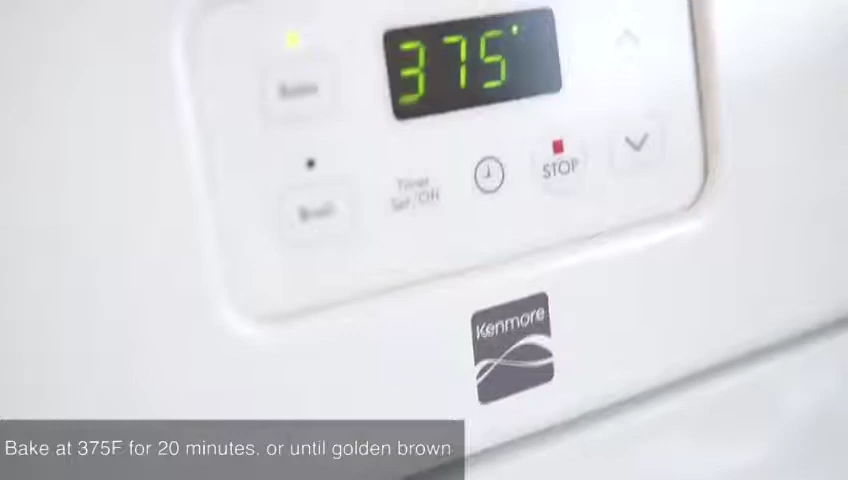 375°
Bake
Broil
Timer
Set/Off
STOP
Kenmore
Bake at 375F for 20 minutes, or until golden brown